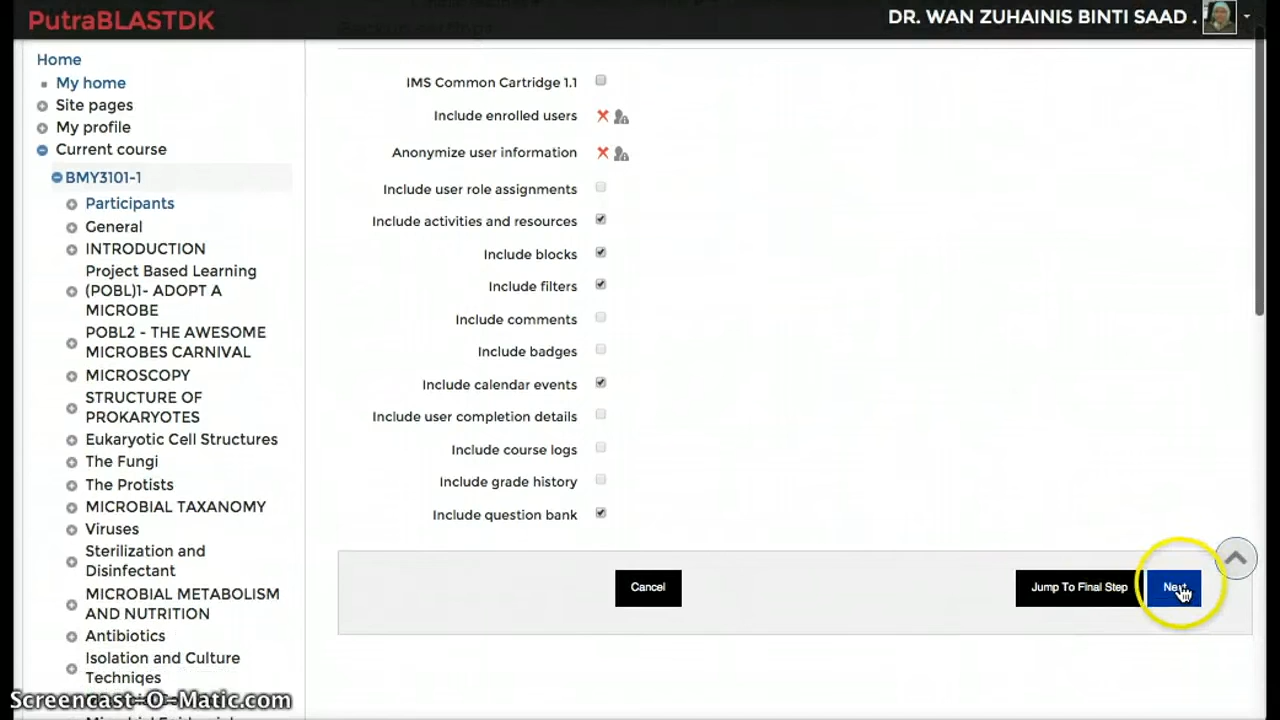 PutraBLASTDK
DR. WAN ZUHAINIS BINTI SAAD .
Home
My home
Site pages
My profile
Current course
BMY3101-1
Participants
General
INTRODUCTION
Project Based Learning
(POBL)1- ADOPT A
MICROBE
POBL2 - THE AWESOME
MICROBES CARNIVAL
MICROSCOPY
STRUCTURE OF
PROKARYOTES
Eukaryotic Cell Structures
The Fungi
The Protists
MICROBIAL TAXANOMY
Viruses
Sterilization and
Disinfectant
MICROBIAL METABOLISM
AND NUTRITION
Antibiotics
Isolation and Culture
Techniqes
IMS Common Cartridge 1.1
Include enrolled users
Anonymize user information
Include user role assignments
Include activities and resources
Include blocks
Include filters
Include comments
Include badges
Include calendar events
Include user completion details
Include course logs
Include grade history
Include question bank
Cancel
Jump To Final Step
Next
Screencast-O-Matic.com